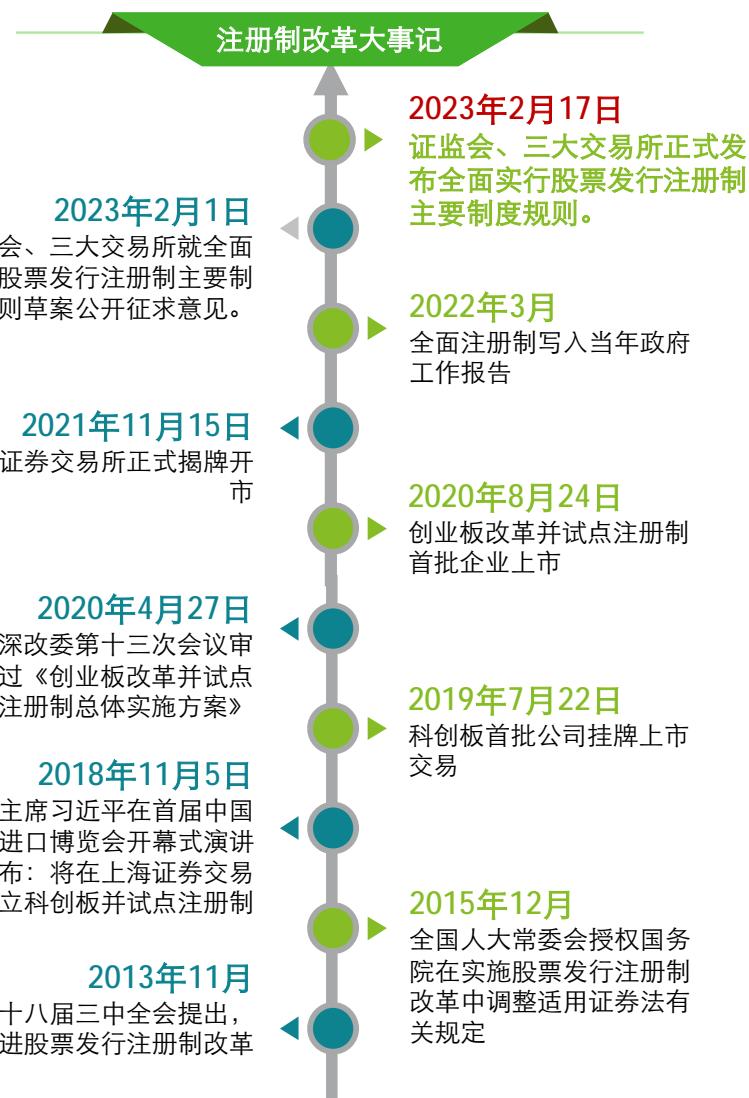 注册制改革大事记
2023年2月17日
证监会、三大交易所正式发
布全面实行股票发行注册制
主要制度规则。
2023年2月1日
会、三大交易所就全面
股票发行注册制主要制
则草案公开征求意见。
2022年3月
全面注册制写入当年政府
工作报告
2021年11月15日
证券交易所正式揭牌开
市
2020年8月24日
创业板改革并试点注册制
首批企业上市
2020年4月27日
深改委第十三次会议审
过《创业板改革并试点
注册制总体实施方案》
2019年7月22日
科创板首批公司挂牌上市
交易
2018年11月5日
主席习近平在首届中国
进口博览会开幕式演讲
布：将在上海证券交易
立科创板并试点注册制
2015年12月
全国人大常委会授权国务
院在实施股票发行注册制
改革中调整适用证券法有
关规定
2013年11月
十八届三中全会提出，
进股票发行注册制改革